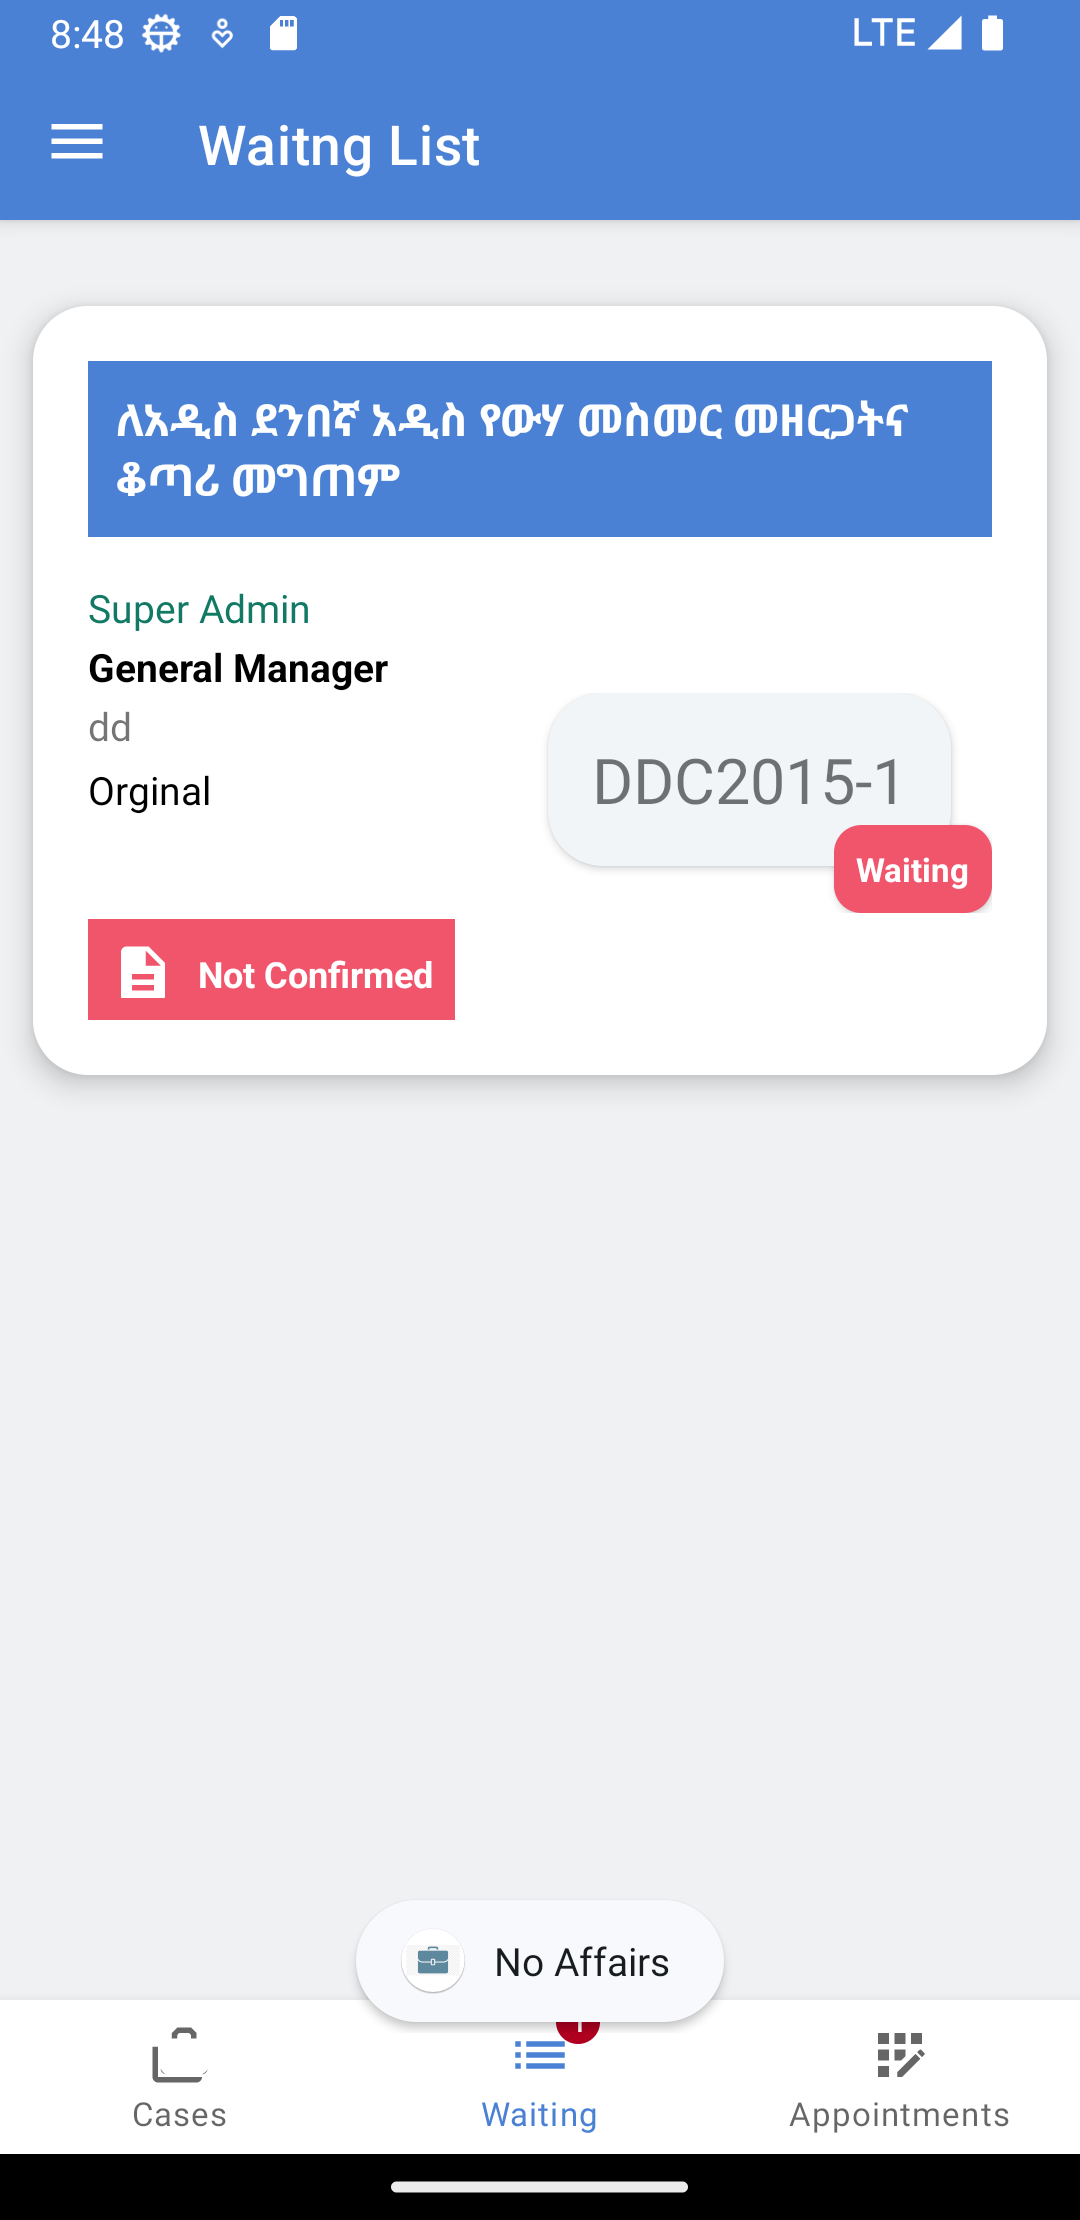 8:48
LTE
Waitng List
ለአዲስ ደንበኛ አዲስ የውሃ መስመር መዘርጋትና
ቆጣሪ መግጠም
Super Admin
General Manager
dd
Orginal
DDC2015-1
Waiting
Not Confirmed
No Affairs
Cases
Waiting
Appointments